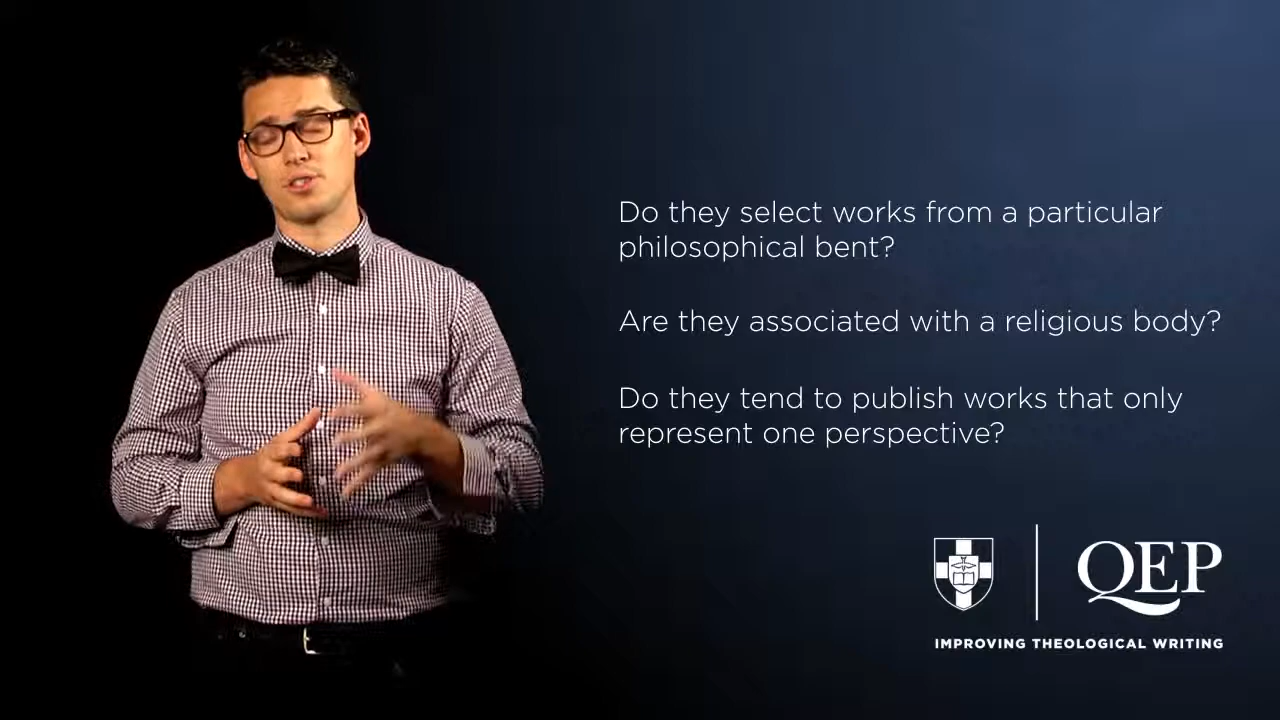 Do they select works from a particular
philosophical bent?
Are they associated with a religious body?
Do they tend to publish works that only
represent one perspective?
QEP
IMPROVING THEOLOGICAL WRITING